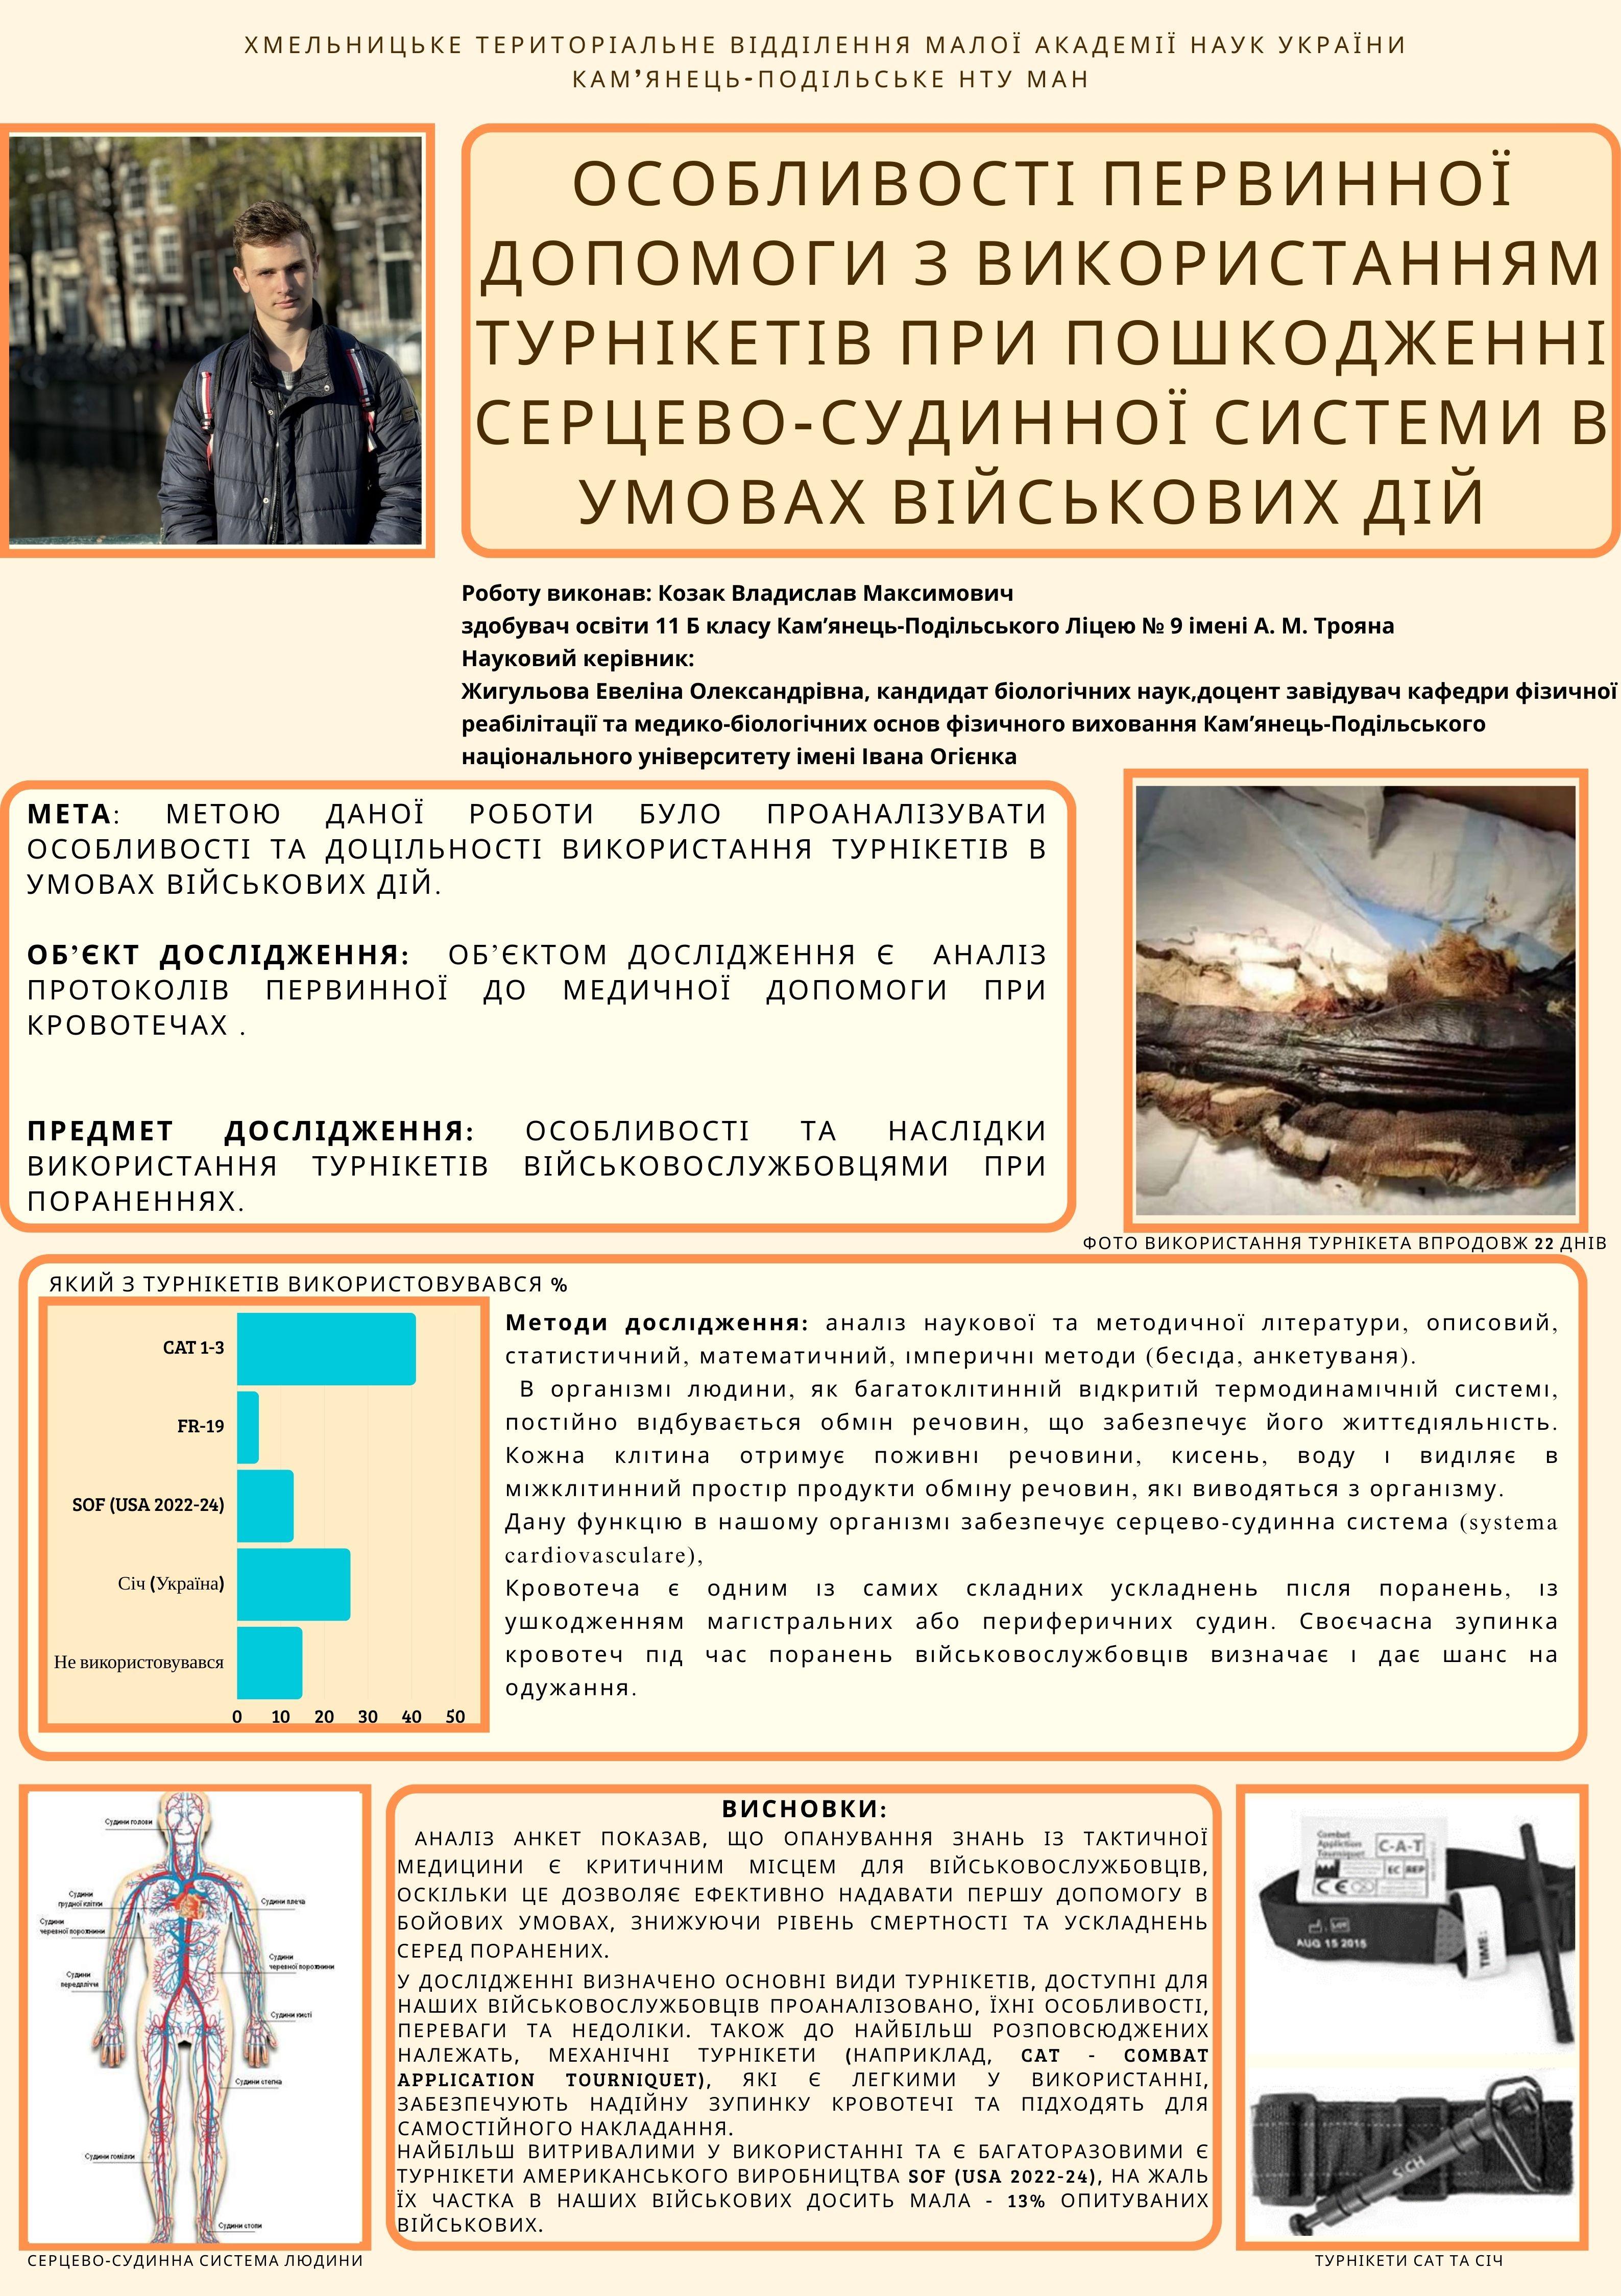 ХМЕЛЬНИЦЬКЕ ТЕРИТОРІАЛЬНЕ ВІДДІЛЕННЯ МАЛОЇ АКАДЕМІЇ НАУК УКРАЇНИ
КАМ’ЯНЕЦЬ-ПОДІЛЬСЬКЕ НТУ МАН
ОСОБЛИВОСТІ ПЕРВИННОЇ
ДОПОМОГИ З ВИКОРИСТАННЯМ
ТУРНІКЕТІВ ПРИ ПОШКОДЖЕННІ
СЕРЦЕВО-СУДИННОЇ СИСТЕМИ В
УМОВАХ ВІЙСЬКОВИХ ДІЙ
Роботу виконав: Козак Владислав Максимович
здобувач освіти 11 Б класу Кам’янець-Подільського Ліцею № 9 імені А. М. Трояна
Науковий керівник:
Жигульова Евеліна Олександрівна, кандидат біологічних наук,доцент завідувач кафедри фізичної
реабілітації та медико-біологічних основ фізичного виховання Кам’янець-Подільського
національного університету імені Івана Огієнка
МЕТА: МЕТОЮ ДАНОЇ РОБОТИ БУЛО ПРОАНАЛІЗУВАТИ
ОСОБЛИВОСТІ ТА ДОЦІЛЬНОСТІ ВИКОРИСТАННЯ ТУРНІКЕТІВ В
УМОВАХ ВІЙСЬКОВИХ ДІЙ.
ОБ’ЄКТ ДОСЛІДЖЕННЯ: ОБ’ЄКТОМ ДОСЛІДЖЕННЯ Є АНАЛІЗ
ПРОТОКОЛІВ ПЕРВИННОЇ ДО МЕДИЧНОЇ ДОПОМОГИ ПРИ
КРОВОТЕЧАХ .
ПРЕДМЕТ ДОСЛІДЖЕННЯ: ОСОБЛИВОСТІ ТА НАСЛІДКИ
ВИКОРИСТАННЯ ТУРНІКЕТІВ ВІЙСЬКОВОСЛУЖБОВЦЯМИ ПРИ
ПОРАНЕННЯХ.
ФОТО ВИКОРИСТАННЯ ТУРНІКЕТА ВПРОДОВЖ 22 ДНІВ
ЯКИЙ З ТУРНІКЕТІВ ВИКОРИСТОВУВАВСЯ %
CAT 1-3
FR-19
SOF (USA 2022-24)
Січ (Україна)
Не використовувався
0 10 20 30 40 50
Методи дослідження: аналіз наукової та методичної літератури, описовий,
статистичний, математичний, імперичні методи (бесіда, анкетуваня).
В організмі людини, як багатоклітинній відкритій термодинамічній системі,
постійно відбувається обмін речовин, що забезпечує його життєдіяльність.
Кожна клітина отримує поживні речовини, кисень, воду і виділяє в
міжклітинний простір продукти обміну речовин, які виводяться з організму.
Дану функцію в нашому організмі забезпечує серцево-судинна система (systema
cardiovasculare),
Кровотеча є одним із самих складних ускладнень після поранень, із
ушкодженням магістральних або периферичних судин. Своєчасна зупинка
кровотеч під час поранень військовослужбовців визначає і дає шанс на
одужання.
Судини голови
Судини
грудної клітки
Судини плеча
Судини
черевної порожнини
Судини
черевної порожнини
Судини
передпліччя
Судини кисті
Судини стегна
Судини гомілки
Судини стопи
СЕРЦЕВО-СУДИННА СИСТЕМА ЛЮДИНИ
ВИСНОВКИ:
АНАЛІЗ АНКЕТ ПОКАЗАВ, ЩО ОПАНУВАННЯ ЗНАНЬ ІЗ ТАКТИЧНОЇ
МЕДИЦИНИ Є КРИТИЧНИМ МІСЦЕМ ДЛЯ ВІЙСЬКОВОСЛУЖБОВЦІВ,
ОСКІЛЬКИ ЦЕ ДОЗВОЛЯЄ ЕФЕКТИВНО НАДАВАТИ ПЕРШУ ДОПОМОГУ В
БОЙОВИХ УМОВАХ, ЗНИЖУЮЧИ РІВЕНЬ СМЕРТНОСТІ ТА УСКЛАДНЕНЬ
СЕРЕД ПОРАНЕНИХ.
У ДОСЛІДЖЕННІ ВИЗНАЧЕНО ОСНОВНІ ВИДИ ТУРНІКЕТІВ, ДОСТУПНІ ДЛЯ
НАШИХ ВІЙСЬКОВОСЛУЖБОВЦІВ ПРОАНАЛІЗОВАНО, ЇХНІ ОСОБЛИВОСТІ,
ПЕРЕВАГИ ТА НЕДОЛІКИ. ТАКОЖ ДО НАЙБІЛЬШ РОЗПОВСЮДЖЕНИХ
НАЛЕЖАТЬ, МЕХАНІЧНІ ТУРНІКЕТИ (НАПРИКЛАД, CAT - COMBAT
APPLICATION TOURNIQUET), ЯКІ Є ЛЕГКИМИ У ВИКОРИСТАННІ,
ЗАБЕЗПЕЧУЮТЬ НАДІЙНУ ЗУПИНКУ КРОВОТЕЧІ ТА ПІДХОДЯТЬ ДЛЯ
САМОСТІЙНОГО НАКЛАДАННЯ.
НАЙБІЛЬШ ВИТРИВАЛИМИ У ВИКОРИСТАННІ ТА Є БАГАТОРАЗОВИМИ Є
ТУРНІКЕТИ АМЕРИКАНСЬКОГО ВИРОБНИЦТВА SOF (USA 2022-24), НА ЖАЛЬ
ЇХ ЧАСТКА В НАШИХ ВІЙСЬКОВИХ ДОСИТЬ МАЛА - 13% ОПИТУВАНИХ
ВІЙСЬКОВИХ.
Combat
Application
Tourniquet
C-A-T
EC REP
CE
LOT
AUG 15 2015
TIME:
SICH
ТУРНІКЕТИ САТ ТА СІЧ